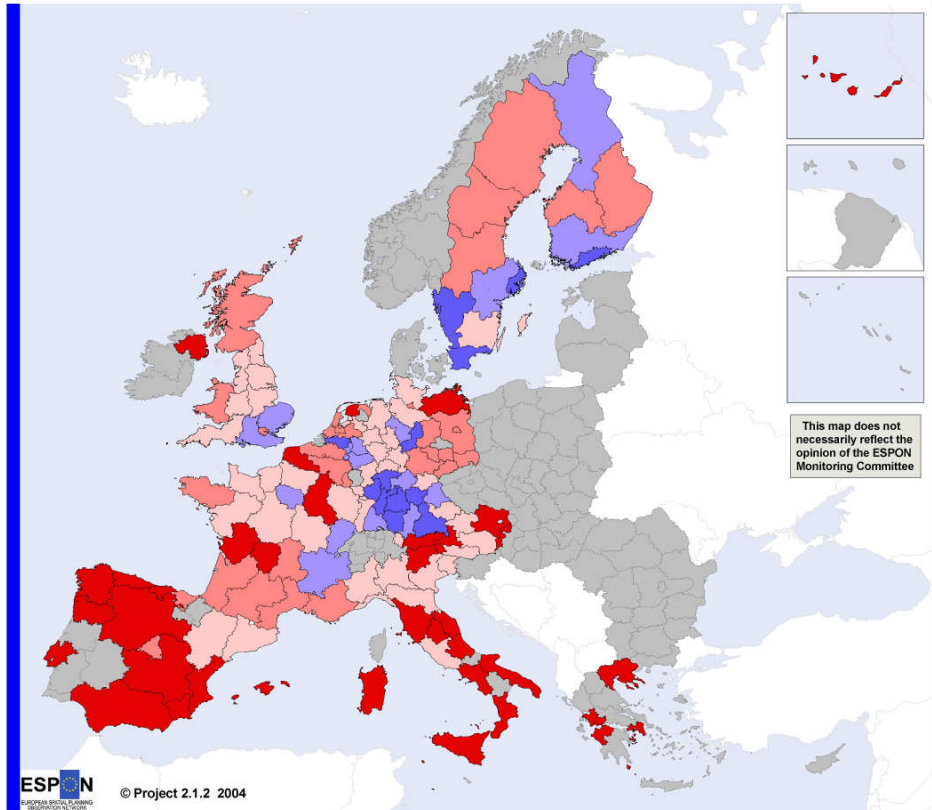 This map does not
necessarily reflect the
opinion of the ESPON
Monitoring Committee
ESPON
EUROPEAN SPATIAL PLANNING
OBSERVATION NETWORK
© Project 2.1.2 2004